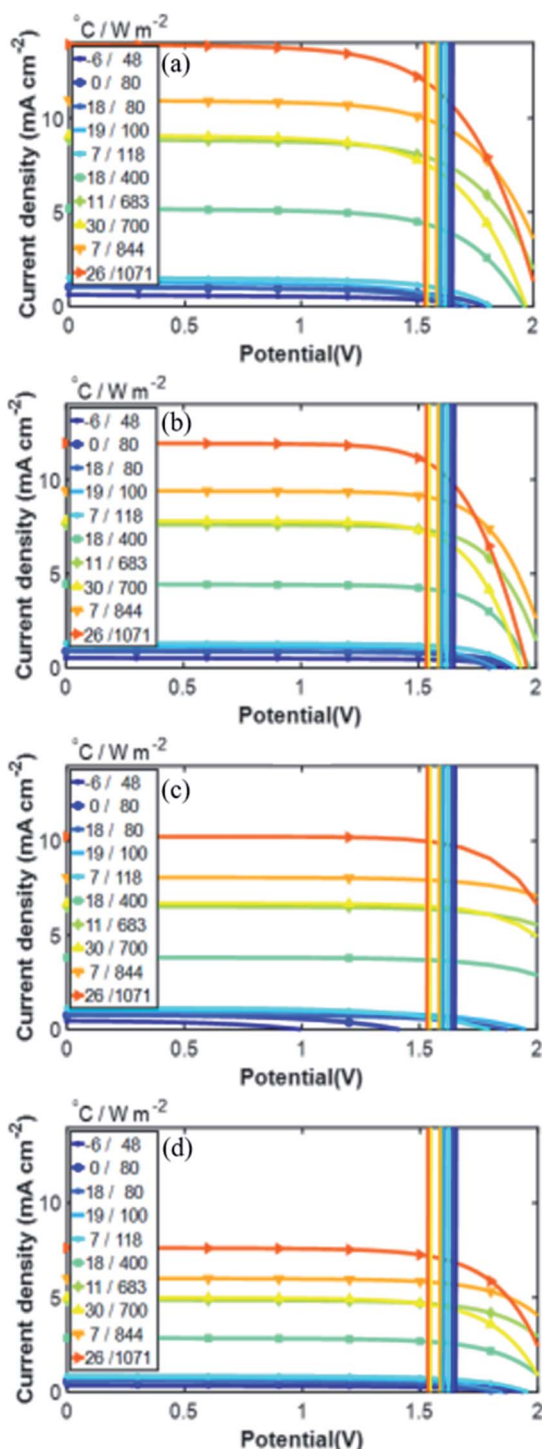 °C / W m-2
(a)
Current density (mA cm-2)
10
5
0
-6 / 48
0 / 80
18 / 80
19 / 100
7 / 118
18 / 400
11 / 683
30 / 700
7 / 844
26 / 1071
0 0.5 1 1.5 2
Potential(V)
°C / W m-2
(b)
Current density (mA cm-2)
10
5
0
-6 / 48
0 / 80
18 / 80
19 / 100
7 / 118
18 / 400
11 / 683
30 / 700
7 / 844
26 / 1071
0 0.5 1 1.5 2
Potential(V)
°C / W m-2
(c)
Current density (mA cm-2)
10
5
0
-6 / 48
0 / 80
18 / 80
19 / 100
7 / 118
18 / 400
11 / 683
30 / 700
7 / 844
26 / 1071
0 0.5 1 1.5 2
Potential(V)
°C / W m-2
(d)
Current density (mA cm-2)
10
5
0
-6 / 48
0 / 80
18 / 80
19 / 100
7 / 118
18 / 400
11 / 683
30 / 700
7 / 844
26 / 1071
0 0.5 1 1.5 2
Potential(V)